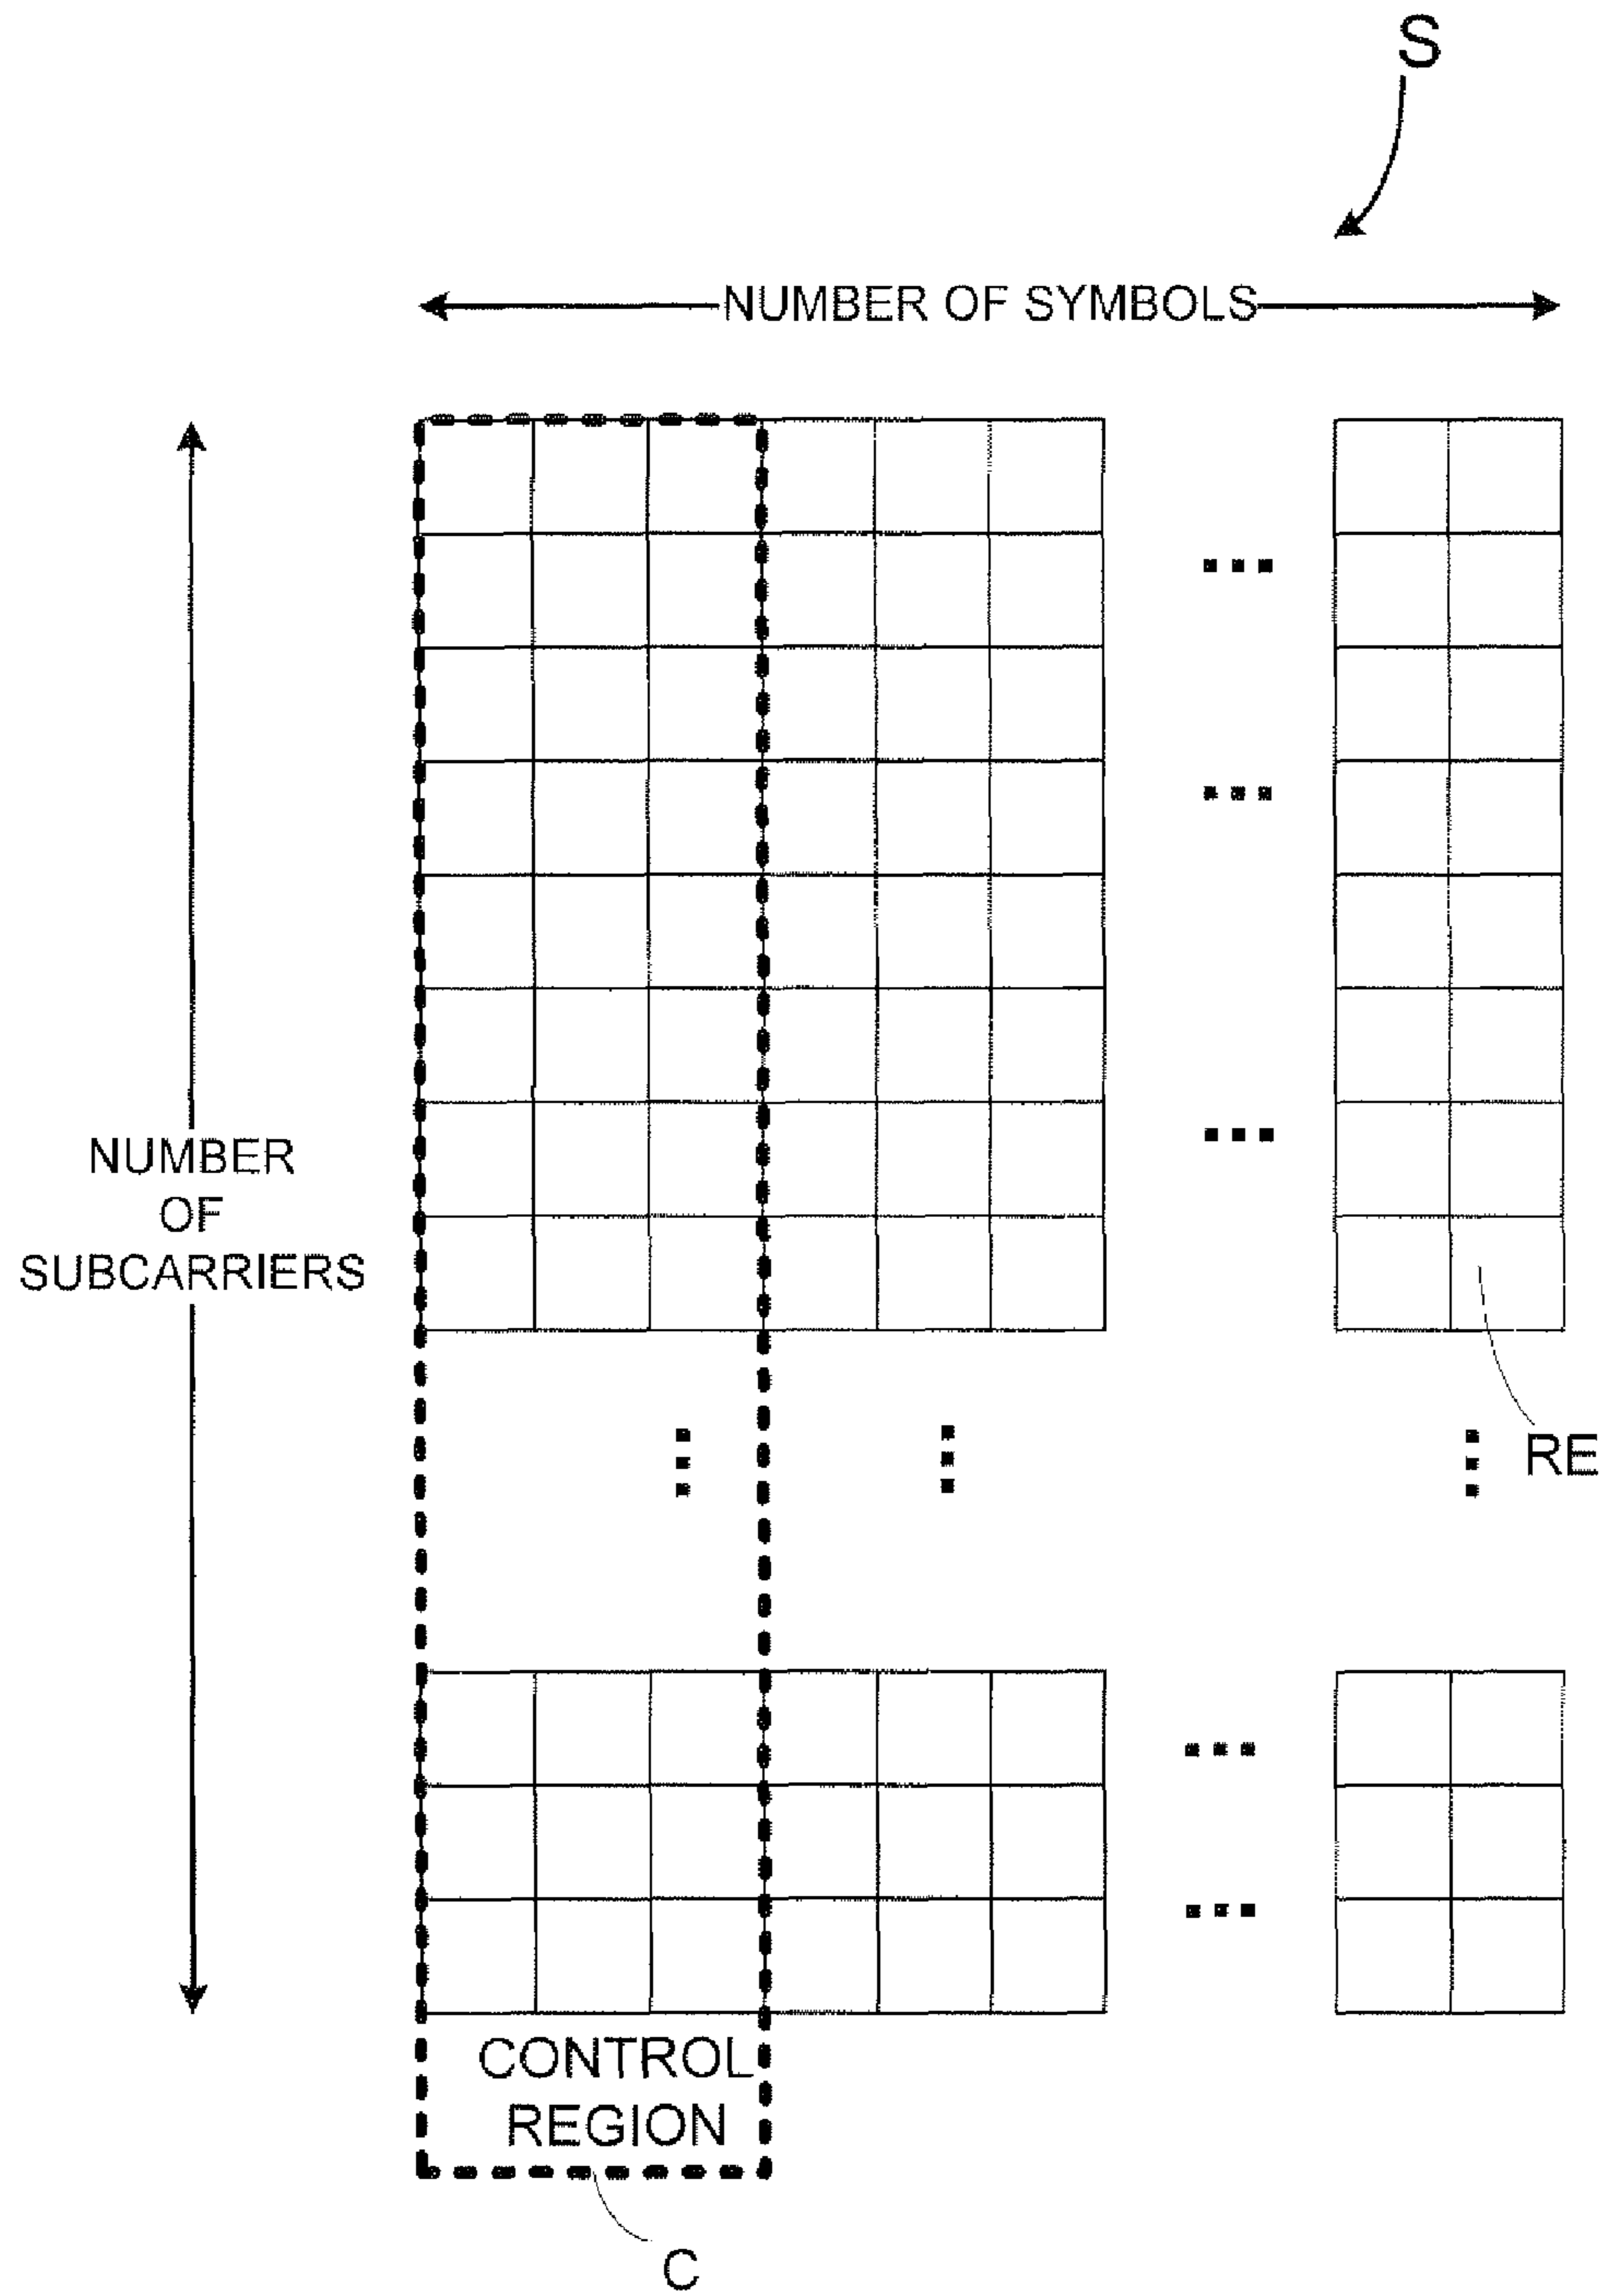 S
NUMBER OF SYMBOLS
NUMBER
OF
SUBCARRIERS
RE
CONTROL
REGION
C